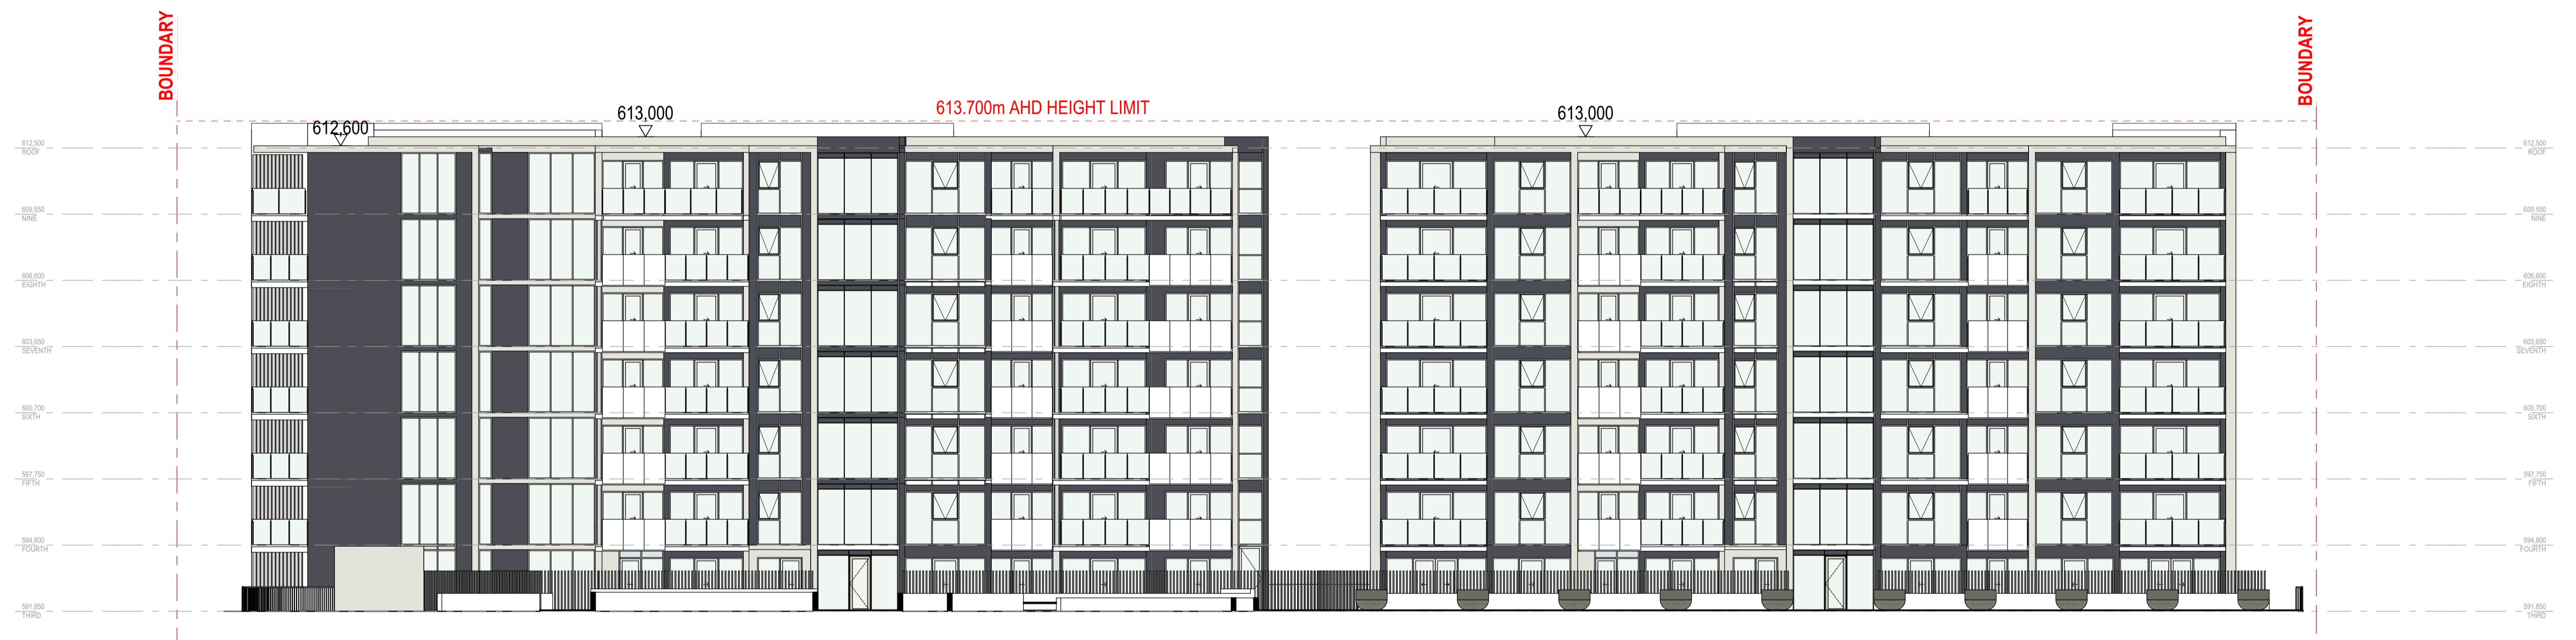 BOUNDARY
BOUNDARY
613.700m AHD HEIGHT LIMIT
613,000
613,000
612,600
612,500
ROOF
612,500
ROOF
609,550
NINE
609,550
NINE
606,600
EIGHTH
606,600
EIGHTH
603,650
SEVENTH
603,650
SEVENTH
600,700
SIXTH
600,700
SIXTH
597,750
FIFTH
597,750
FIFTH
594,800
FOURTH
594,800
FOURTH
591,850
THIRD
591,850
THIRD